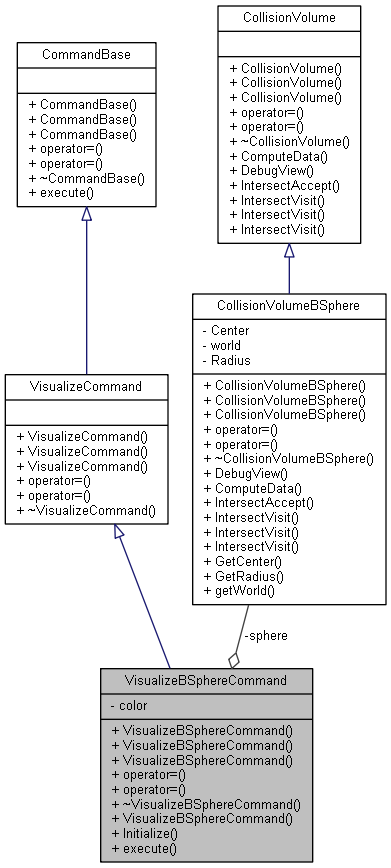 CommandBase
+ CommandBase()
+ CommandBase()
+ CommandBase()
+ operator=()
+ operator=()
+ ~CommandBase()
+ execute()
CollisionVolume
+ CollisionVolume()
+ CollisionVolume()
+ CollisionVolume()
+ operator=()
+ operator=()
+ ~CollisionVolume()
+ ComputeData()
+ DebugView()
+ IntersectAccept()
+ IntersectVisit()
+ IntersectVisit()
+ IntersectVisit()
VisualizeCommand
+ VisualizeCommand()
+ VisualizeCommand()
+ VisualizeCommand()
+ operator=()
+ operator=()
+ ~VisualizeCommand()
CollisionVolumeBSphere
- Center
- world
- Radius
+ CollisionVolumeBSphere()
+ CollisionVolumeBSphere()
+ CollisionVolumeBSphere()
+ operator=()
+ operator=()
+ ~CollisionVolumeBSphere()
+ DebugView()
+ ComputeData()
+ IntersectAccept()
+ IntersectVisit()
+ IntersectVisit()
+ IntersectVisit()
+ GetCenter()
+ GetRadius()
+ getWorld()
-sphere
VisualizeBSphereCommand
- color
+ VisualizeBSphereCommand()
+ VisualizeBSphereCommand()
+ VisualizeBSphereCommand()
+ operator=()
+ operator=()
+ ~VisualizeBSphereCommand()
+ VisualizeBSphereCommand()
+ Initialize()
+ execute()